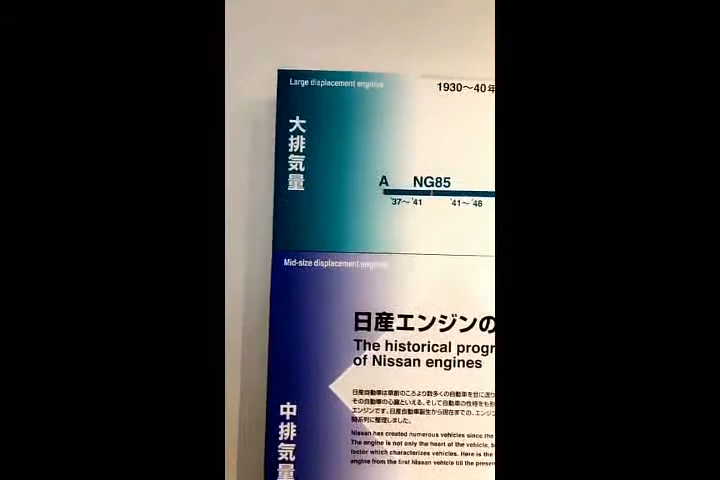 Large displacement engines
1930～40年
大排気量
A NG85
'37～'41 '41～'48
Mid-size displacement engines
日産エンジンの
The historical progr
of Nissan engines
日産自動車は草創のころより数多くの自動車を世に送り
その自動車の心臓といえる、そして自動車の性格をも形
エンジンです。日産自動車誕生から現在までの、エンジン
時系列に整理しました。
Nissan has created numerous vehicles since the
The engine is not only the heart of the vehicle, b
factor which characterizes vehicles. Here is the
engine from the first Nissan vehicle till the presen
中排気量